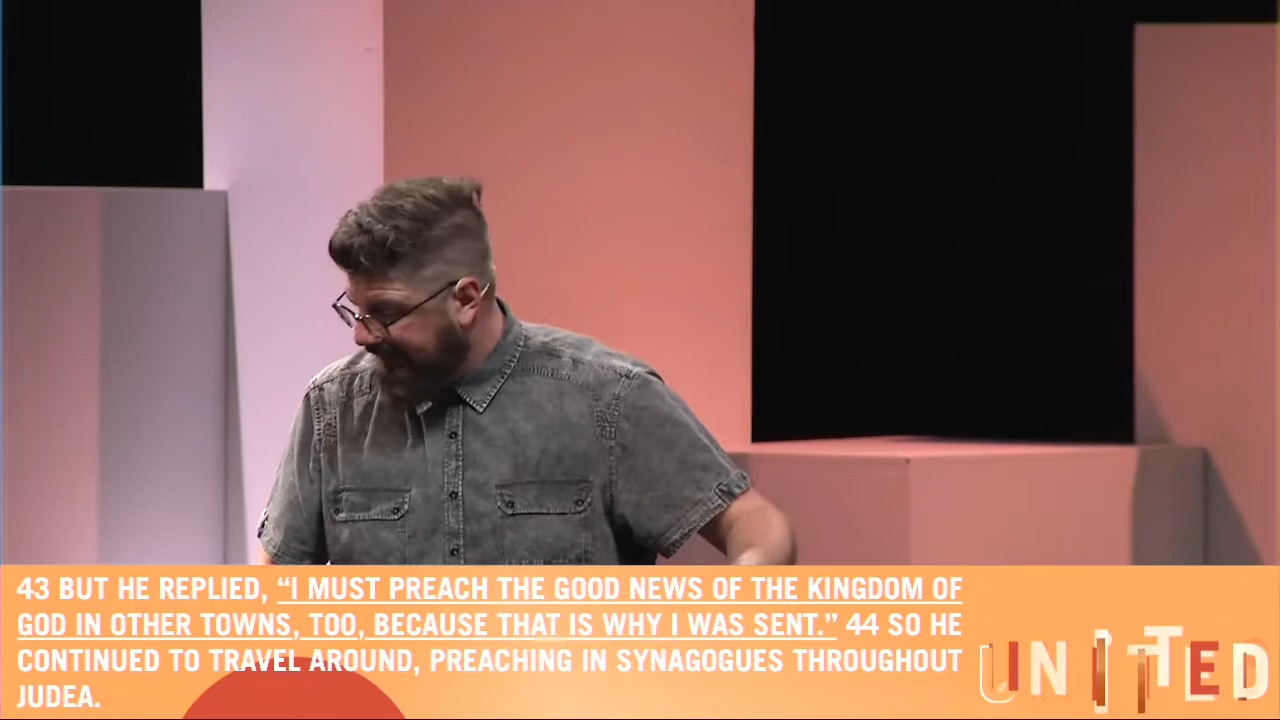 43 BUT HE REPLIED, “I MUST PREACH THE GOOD NEWS OF THE KINGDOM OF
GOD IN OTHER TOWNS, TOO, BECAUSE THAT IS WHY I WAS SENT.” 44 SO HE
CONTINUED TO TRAVEL AROUND, PREACHING IN SYNAGOGUES THROUGHOUT
JUDEA.
UNITED